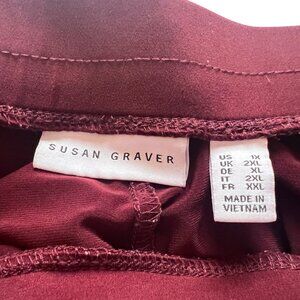 SUSAN GRAVER
US 1X
UK 2XL
DE XL
IT 2XL
FR XXL
MADE IN
VIETNAM